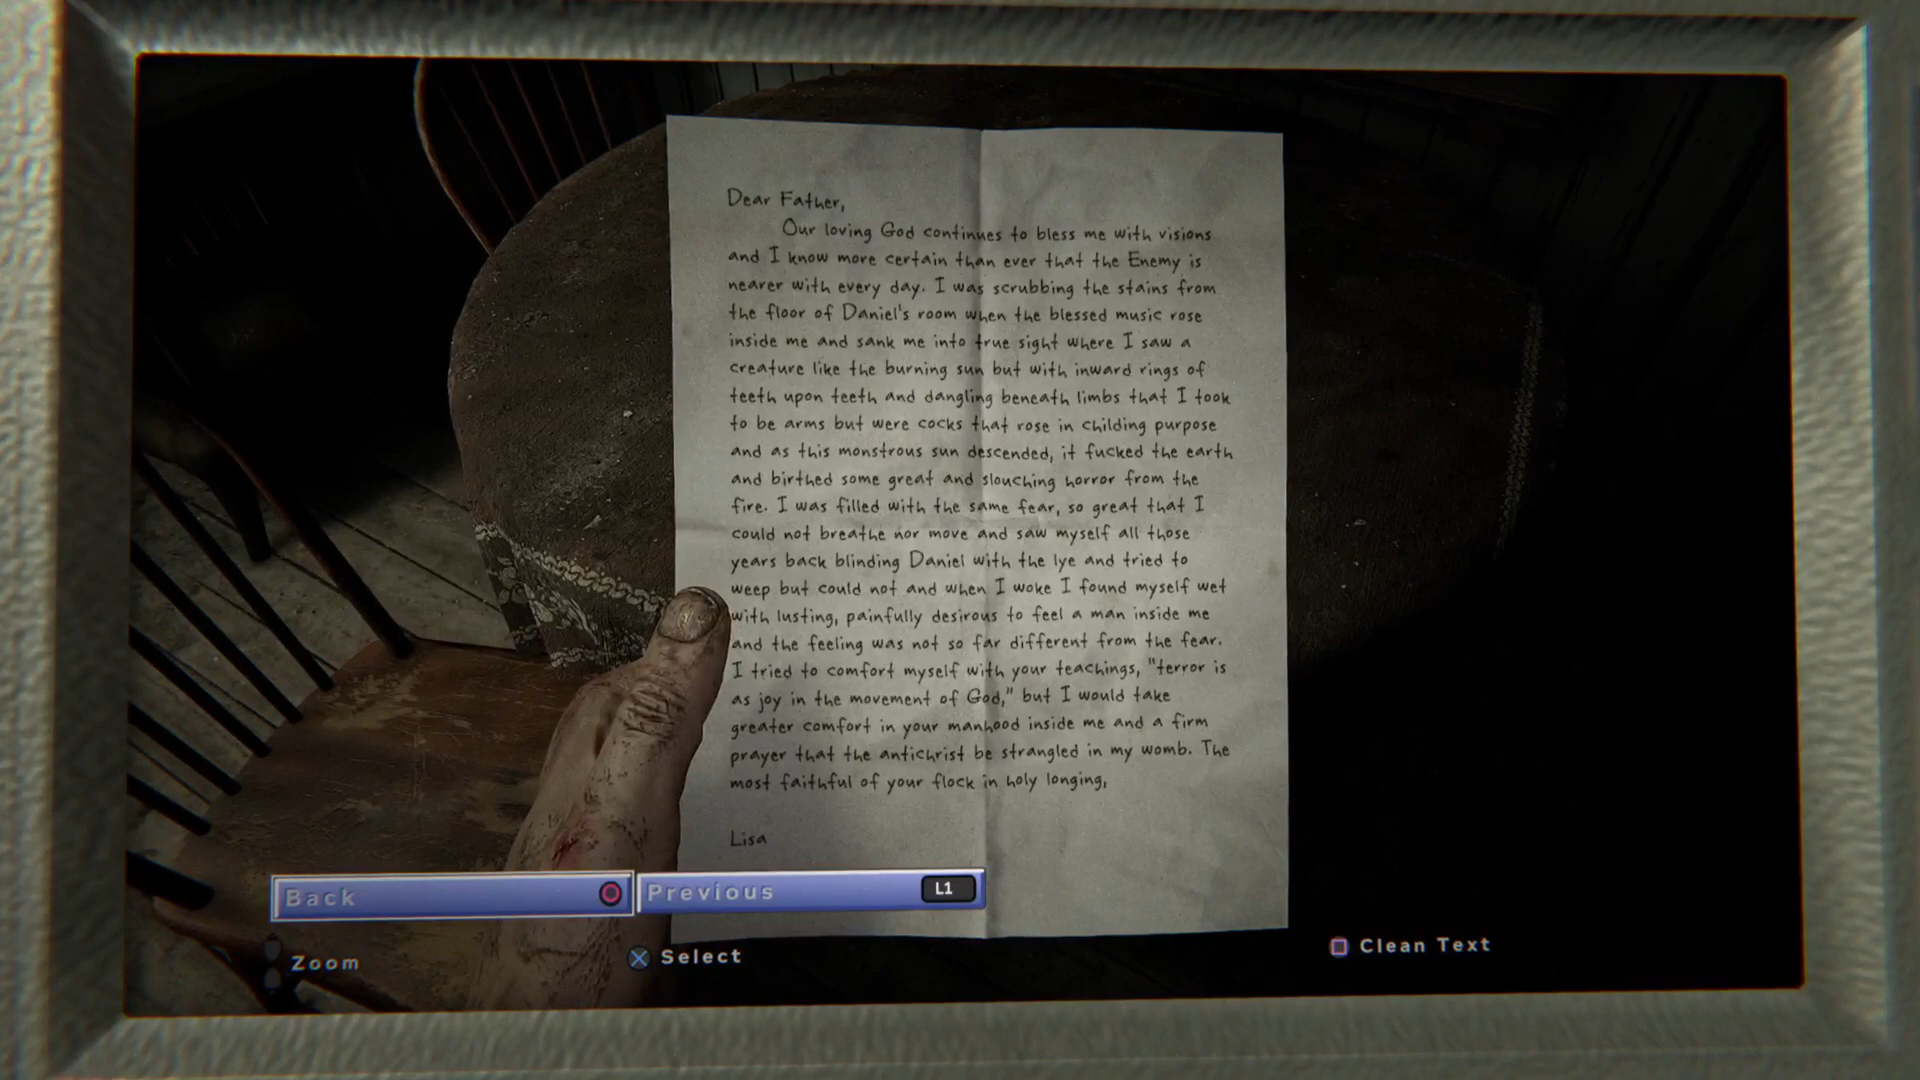 Dear Father,
Our loving God continues to bless me with visions
and I know more certain than ever that the Enemy is
nearer with every day. I was scrubbing the stains from
the floor of Daniel's room when the blessed music rose
inside me and sank me into true sight where I saw a
creature like the burning sun but with inward rings of
teeth upon teeth and dangling beneath limbs that I took
to be arms but were cocks that rose in childing purpose
and as this monstrous sun descended, it fucked the earth
and birthed some great and slouching horror from the
fire. I was filled with the same fear, so great that I
could not breathe nor move and saw myself all those
years back blinding Daniel with the lye and tried to
weep but could not and when I woke I found myself wet
with lusting, painfully desirous to feel a man inside me
and the feeling was not so far different from the fear.
I tried to comfort myself with your teachings, "terror is
as joy in the movement of God," but I would take
greater comfort in your manhood inside me and a firm
prayer that the antichrist be strangled in my womb. The
most faithful of your flock in holy longing,
Lisa
Back
Previous L1
Zoom
Select
Clean Text